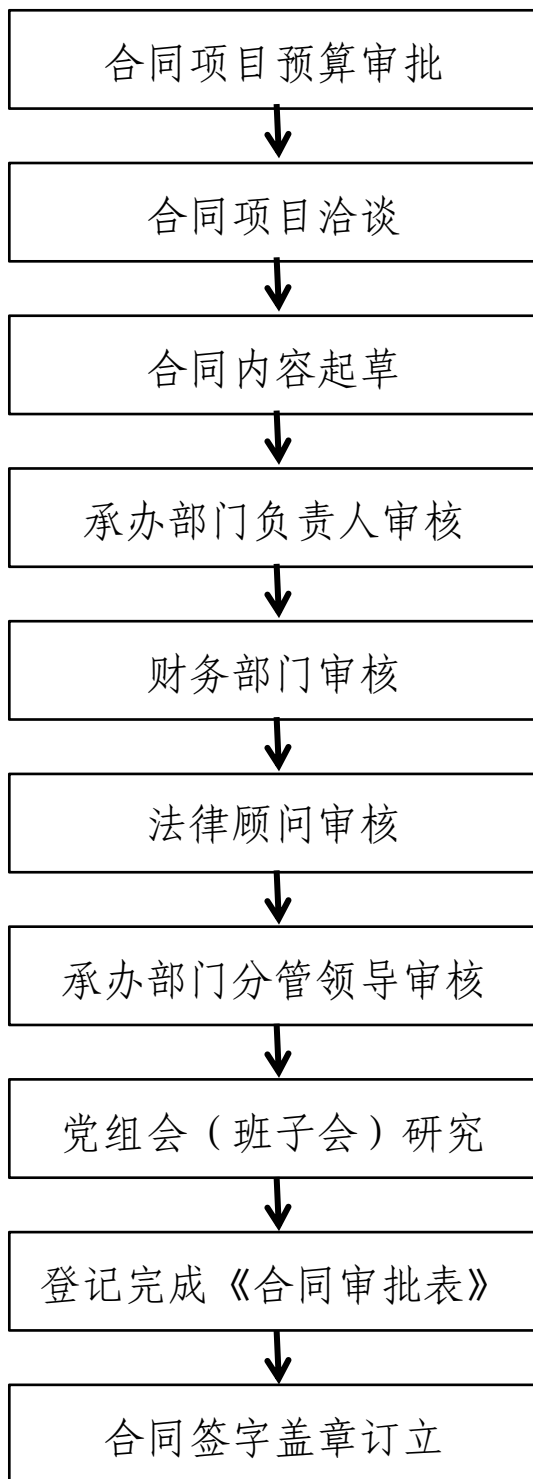 合同项目预算审批
合同项目洽谈
合同内容起草
承办部门负责人审核
财务部门审核
法律顾问审核
承办部门分管领导审核
党组会（班子会）研究
登记完成《合同审批表》
合同签字盖章订立